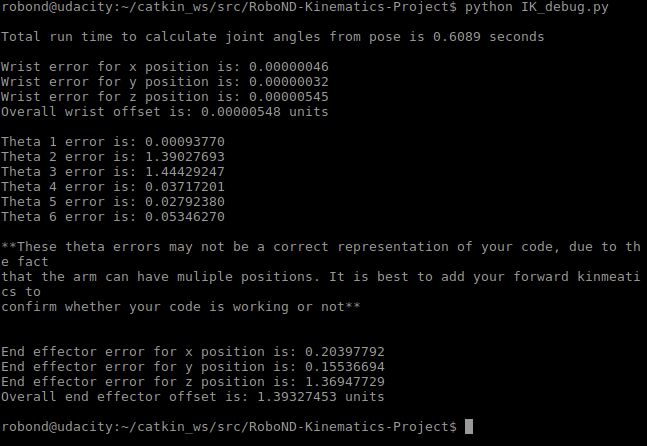 robond@udacity:~/catkin_ws/src/RoboND-Kinematics-Project$ python IK_debug.py
Total run time to calculate joint angles from pose is 0.6089 seconds
Wrist error for x position is: 0.00000046
Wrist error for y position is: 0.00000032
Wrist error for z position is: 0.00000545
Overall wrist offset is: 0.00000548 units
Theta 1 error is: 0.00093770
Theta 2 error is: 1.39027693
Theta 3 error is: 1.44429247
Theta 4 error is: 0.03717201
Theta 5 error is: 0.02792380
Theta 6 error is: 0.05346270
**These theta errors may not be a correct representation of your code, due to th
e fact
that the arm can have muliple positions. It is best to add your forward kinmeati
cs to
confirm whether your code is working or not**
End effector error for x position is: 0.20397792
End effector error for y position is: 0.15536694
End effector error for z position is: 1.36947729
Overall end effector offset is: 1.39327453 units
robond@udacity:~/catkin_ws/src/RoboND-Kinematics-Project$